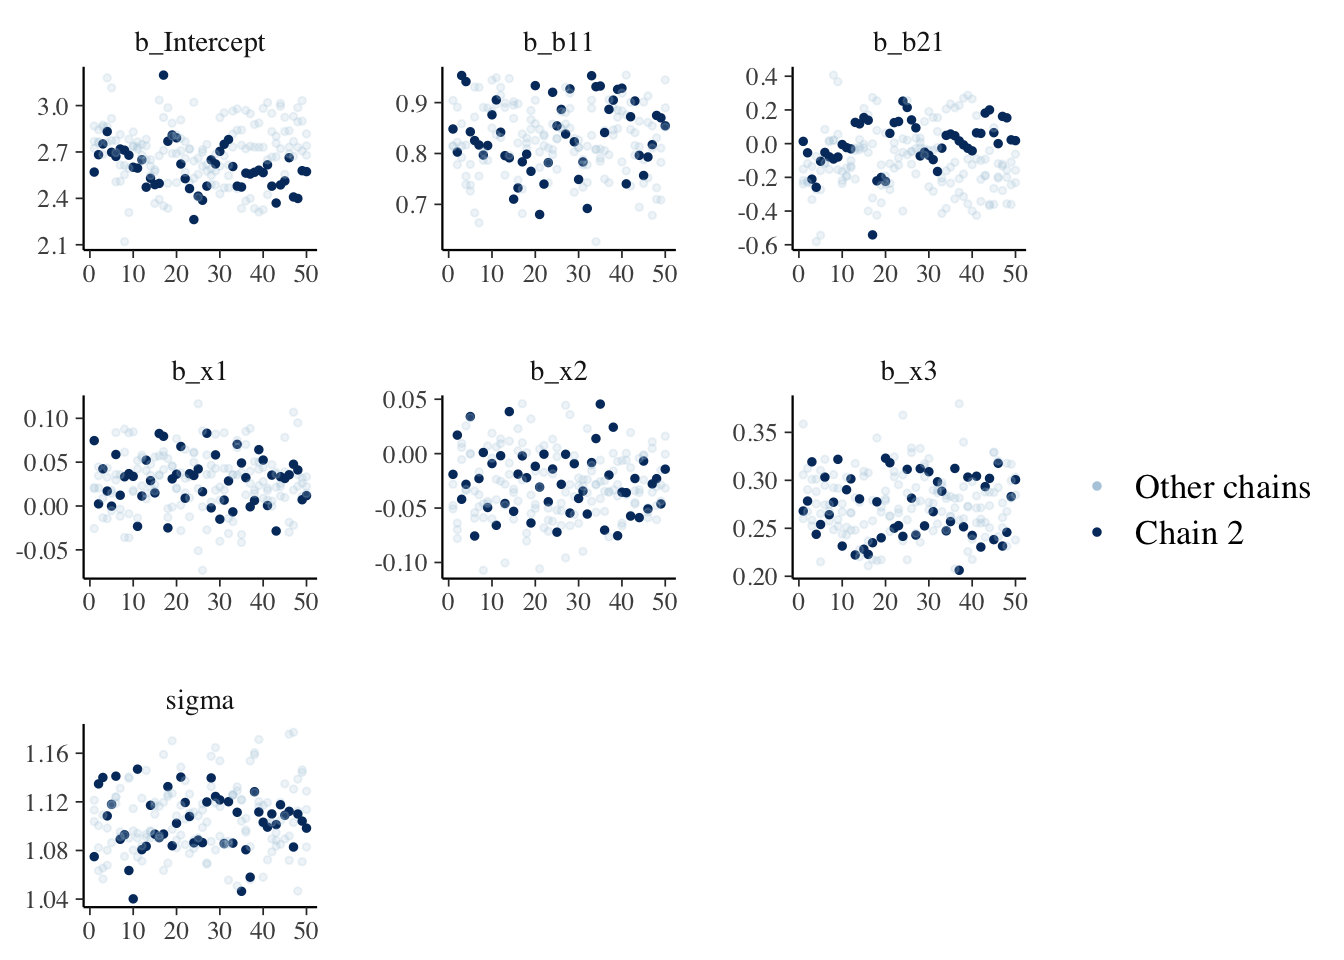 b_Intercept b_b11 b_b21
3.0 2.7 2.4 2.1
0 10 20 30 40 50
0.9 0.8 0.7
0 10 20 30 40 50
0.4 0.2 0.0 -0.2 -0.4 -0.6
0 10 20 30 40 50
b_x1 b_x2 b_x3
0.10 0.05 0.00 -0.05
0 10 20 30 40 50
0.05 0.00 -0.05 -0.10
0 10 20 30 40 50
0.35 0.30 0.25 0.20
0 10 20 30 40 50
Other chains
Chain 2
sigma
1.16 1.12 1.08 1.04
0 10 20 30 40 50